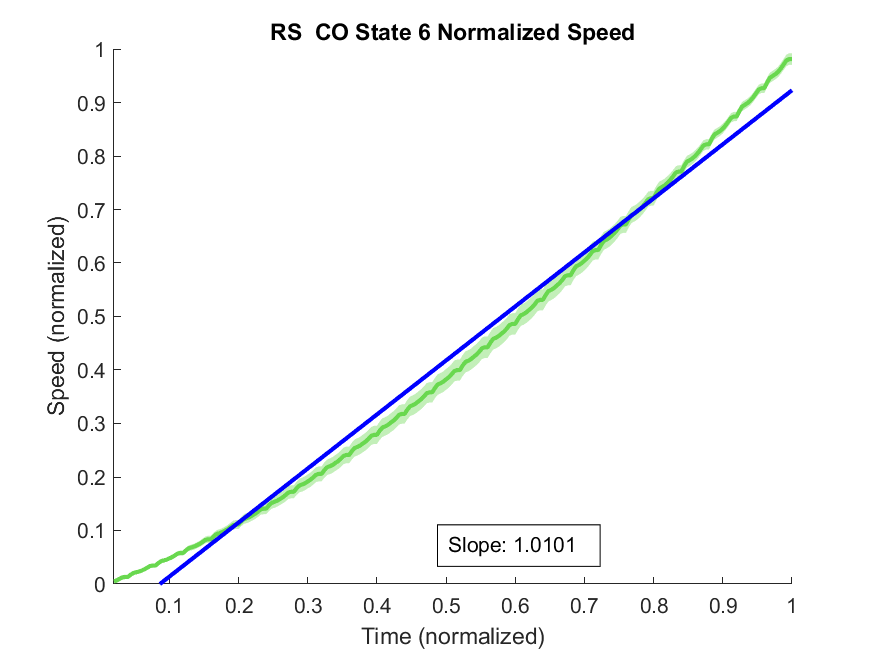 RS  CO State 6 Normalized Speed
1
0.9
0.8
0.7
0.6
0.5
0.4
0.3
0.2
0.1
0
Speed (normalized)
Slope: 1.0101
0.1 0.2 0.3 0.4 0.5 0.6 0.7 0.8 0.9 1
Time (normalized)